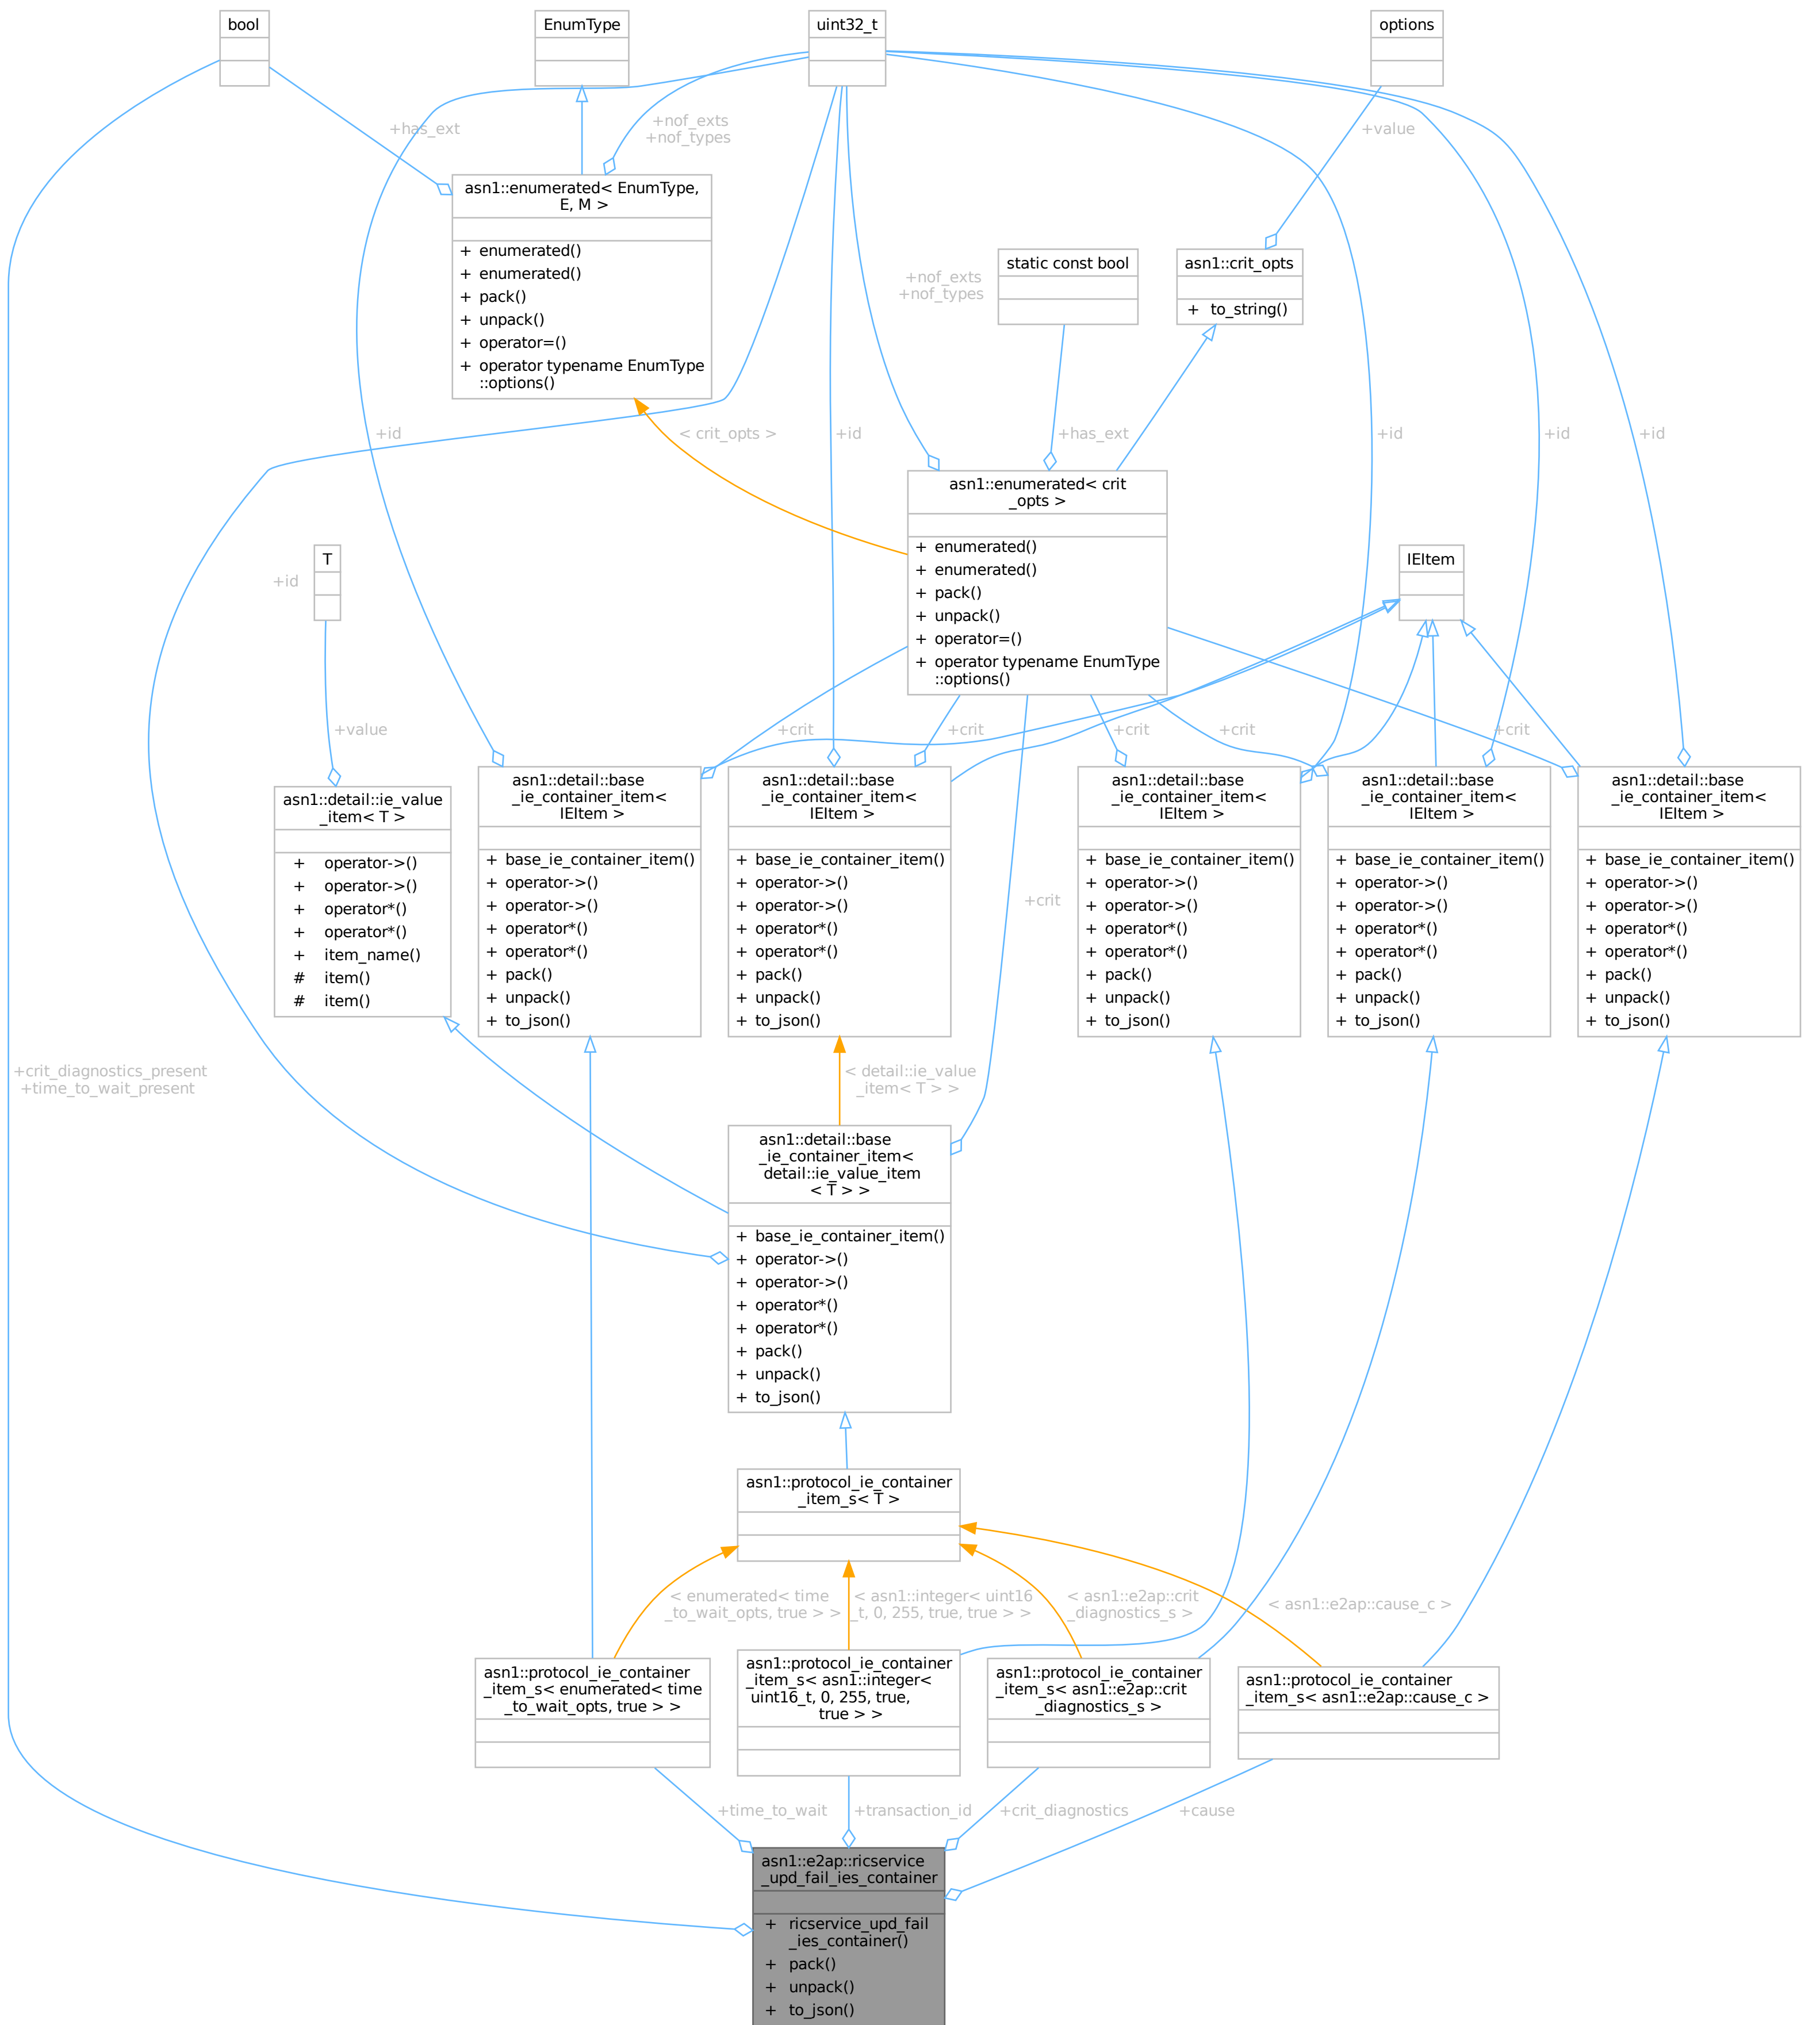 bool
EnumType
uint32_t
options
+has_ext
+nof_exts
+nof_types
+value
asn1::enumerated< EnumType,
E, M >
+ enumerated()
+ enumerated()
+ pack()
+ unpack()
+ operator=()
+ operator typename EnumType
::options()
static const bool
asn1::crit_opts
+ to_string()
+nof_exts
+nof_types
+id
< crit_opts >
+id
+has_ext
+id
+id
+id
asn1::enumerated< crit
_opts >
+ enumerated()
+ enumerated()
+ pack()
+ unpack()
+ operator=()
+ operator typename EnumType
::options()
T
+id
IEItem
+value
+crit
+crit
+crit
+crit
+crit
asn1::detail::ie_value
_item< T >
+ operator->()
+ operator->()
+ operator*()
+ operator*()
+ item_name()
# item()
# item()
asn1::detail::base
_ie_container_item<
IEItem >
+ base_ie_container_item()
+ operator->()
+ operator->()
+ operator*()
+ operator*()
+ pack()
+ unpack()
+ to_json()
asn1::detail::base
_ie_container_item<
IEItem >
+ base_ie_container_item()
+ operator->()
+ operator->()
+ operator*()
+ operator*()
+ pack()
+ unpack()
+ to_json()
+crit
asn1::detail::base
_ie_container_item<
IEItem >
+ base_ie_container_item()
+ operator->()
+ operator->()
+ operator*()
+ operator*()
+ pack()
+ unpack()
+ to_json()
asn1::detail::base
_ie_container_item<
IEItem >
+ base_ie_container_item()
+ operator->()
+ operator->()
+ operator*()
+ operator*()
+ pack()
+ unpack()
+ to_json()
asn1::detail::base
_ie_container_item<
IEItem >
+ base_ie_container_item()
+ operator->()
+ operator->()
+ operator*()
+ operator*()
+ pack()
+ unpack()
+ to_json()
+crit_diagnostics_present
+time_to_wait_present
< detail::ie_value
_item< T > >
asn1::detail::base
_ie_container_item<
detail::ie_value_item
< T > >
+ base_ie_container_item()
+ operator->()
+ operator->()
+ operator*()
+ operator*()
+ pack()
+ unpack()
+ to_json()
asn1::protocol_ie_container
_item_s< T >
< enumerated< time
_to_wait_opts, true > >
< asn1::integer< uint16
_t, 0, 255, true, true > >
< asn1::e2ap::crit
_diagnostics_s >
< asn1::e2ap::cause_c >
asn1::protocol_ie_container
_item_s< enumerated< time
_to_wait_opts, true > >
asn1::protocol_ie_container
_item_s< asn1::integer<
uint16_t, 0, 255, true,
true > >
asn1::protocol_ie_container
_item_s< asn1::e2ap::crit
_diagnostics_s >
asn1::protocol_ie_container
_item_s< asn1::e2ap::cause_c >
+time_to_wait
+transaction_id
+crit_diagnostics
+cause
asn1::e2ap::ricservice
_upd_fail_ies_container
+ ricservice_upd_fail
_ies_container()
+ pack()
+ unpack()
+ to_json()